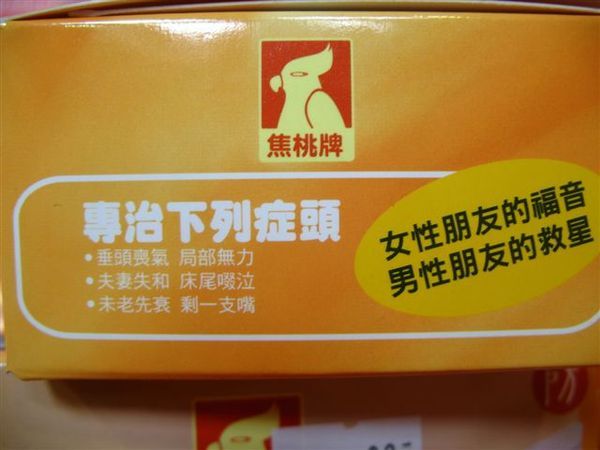 焦桃牌
專治下列症頭
•垂頭喪氣 局部無力
•夫妻失和 床尾啜泣
•未老先衰 剩一支嘴
女性朋友的福音
男性朋友的救星